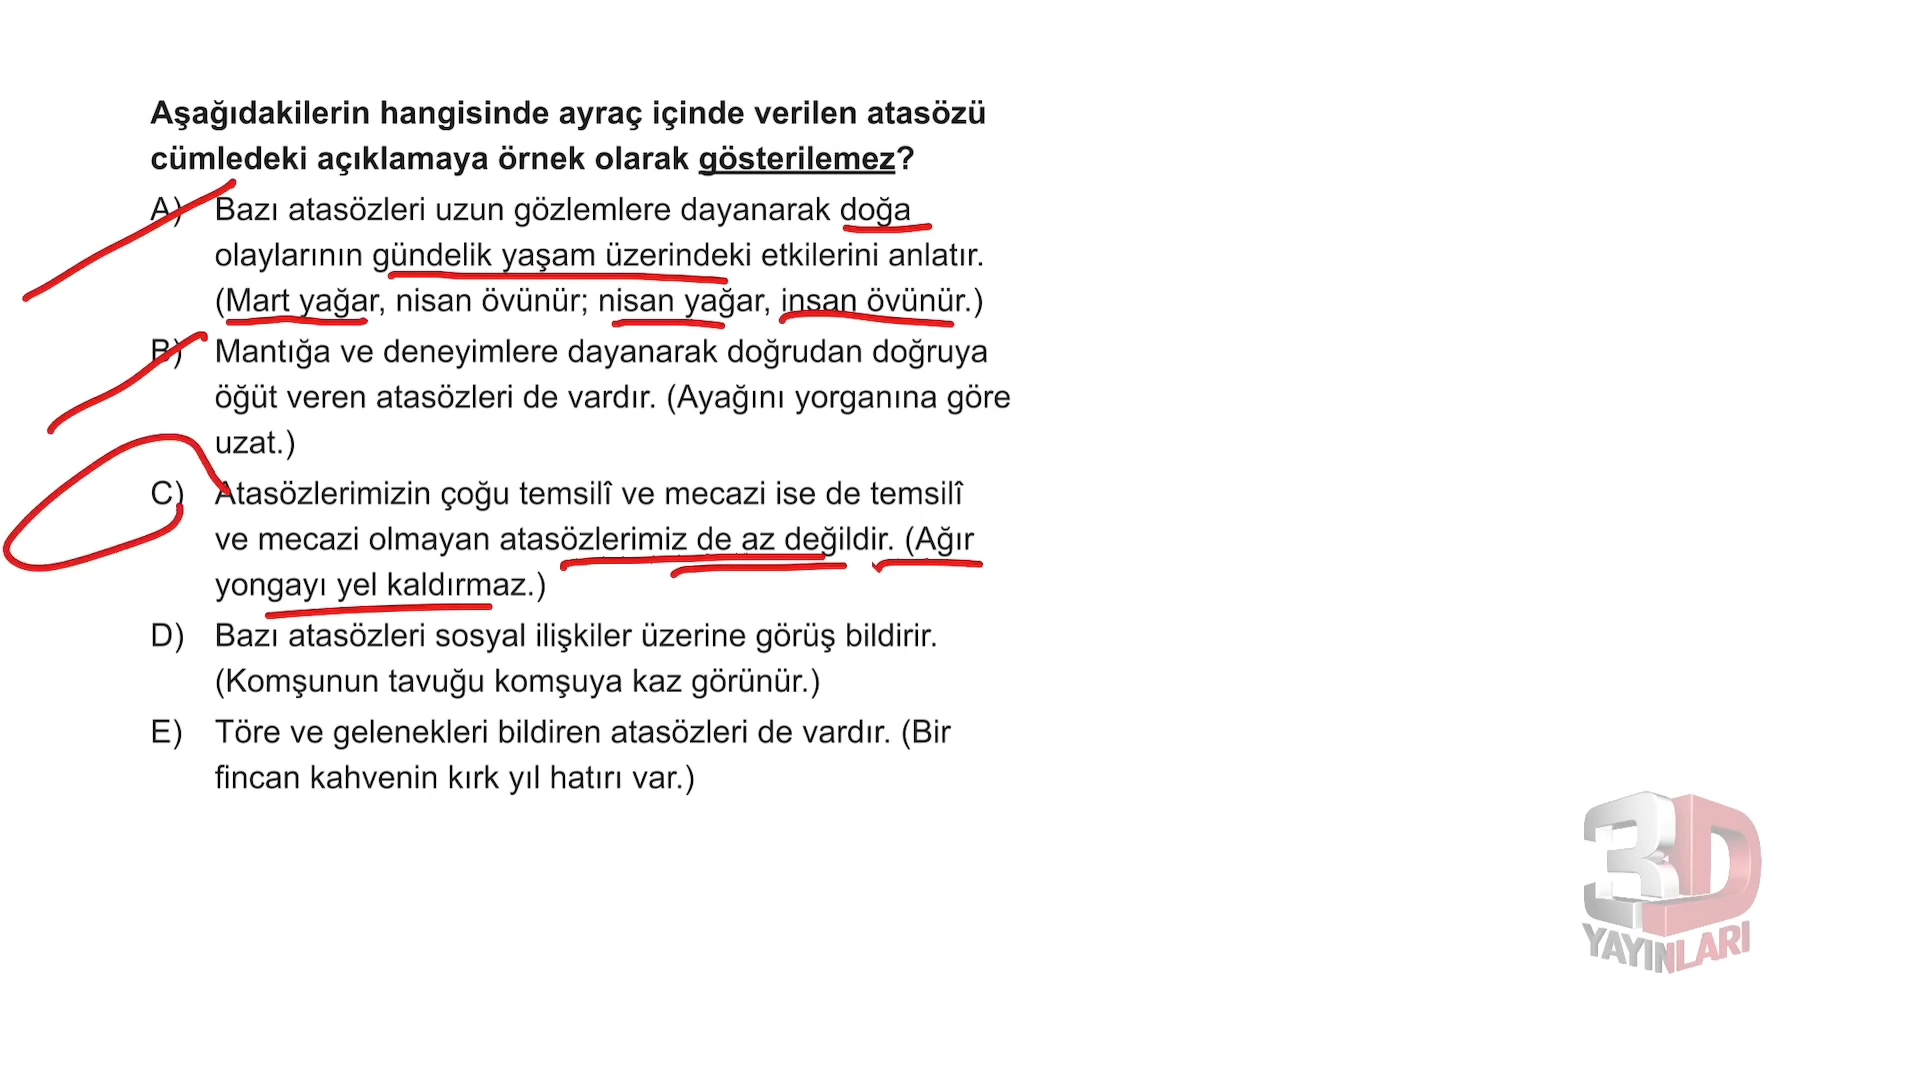 Aşağıdakilerin hangisinde ayraç içinde verilen atasözü
cümledeki açıklamaya örnek olarak gösterilemez?
A) Bazı atasözleri uzun gözlemlere dayanarak doğa
olaylarının gündelik yaşam üzerindeki etkilerini anlatır.
(Mart yağar, nisan övünür; nisan yağar, insan övünür.)
B) Mantığa ve deneyimlere dayanarak doğrudan doğruya
öğüt veren atasözleri de vardır. (Ayağını yorganına göre
uzat.)
C) Atasözlerimizin çoğu temsilî ve mecazi ise de temsilî
ve mecazi olmayan atasözlerimiz de az değildir. (Ağır
yongayı yel kaldırmaz.)
D) Bazı atasözleri sosyal ilişkiler üzerine görüş bildirir.
(Komşunun tavuğu komşuya kaz görünür.)
E) Töre ve gelenekleri bildiren atasözleri de vardır. (Bir
fincan kahvenin kırk yıl hatırı var.)
3D
YAYINLARI